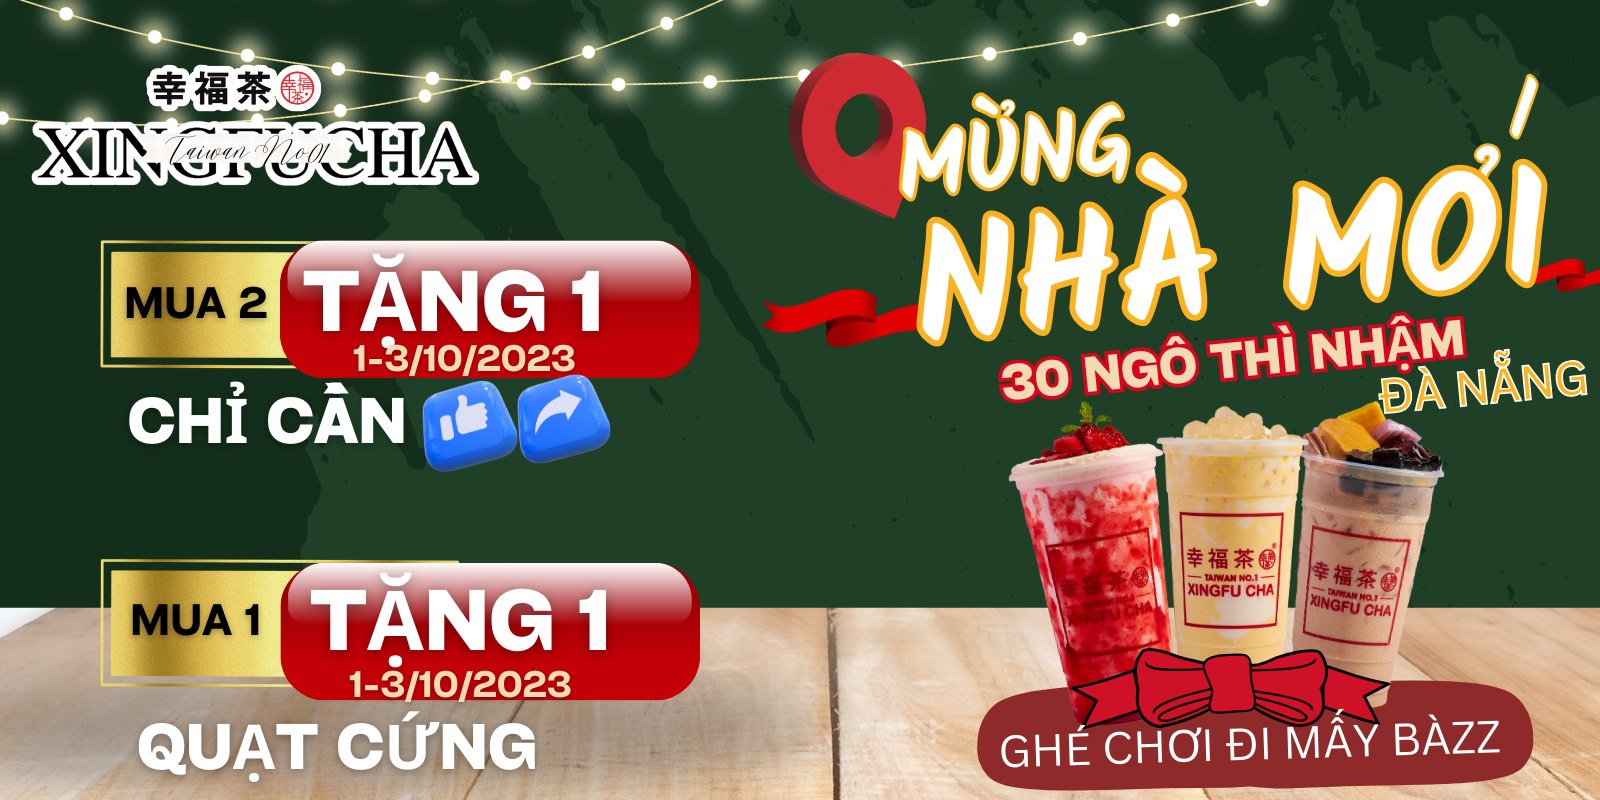 幸福茶
XINGFUCHA
Taiwan No01
MUA 2
TẶNG 1
1-3/10/2023
CHỈ CẦN
MUA 1
TẶNG 1
1-3/10/2023
QUẠT CỨNG
MỪNG
NHÀ MỚI
30 NGÔ THÌ NHẬM
ĐÀ NẴNG
幸福茶
XINGFU CHA
幸福茶
TAIWAN NO.1
XINGFU CHA
幸福茶
TAIWAN NO.1
XINGFU CHA
GHÉ CHƠI ĐI MẤY BÀZZ